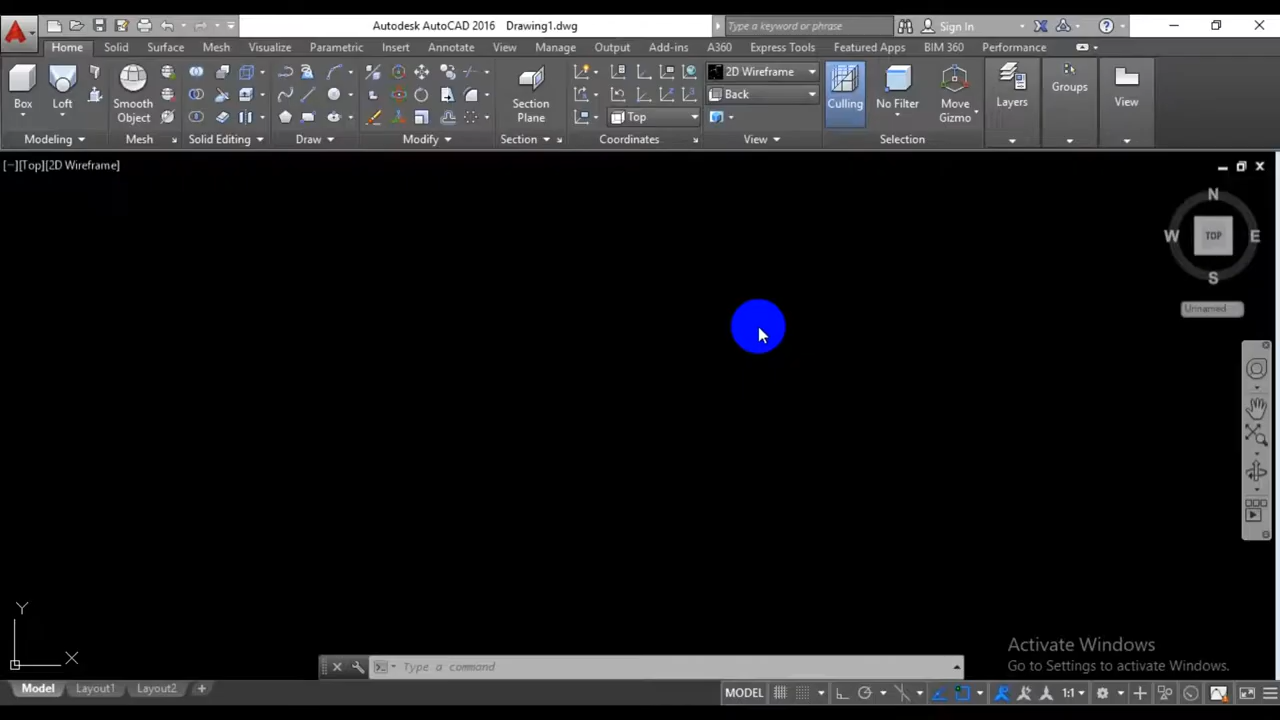 Autodesk AutoCAD 2016 Drawing1.dwg
Type a keyword or phrase
Sign In
Home Solid Surface Mesh Visualize Parametric Insert Annotate View Manage Output Add-ins A360 Express Tools Featured Apps BIM 360 Performance
Box
Loft
Smooth
Object
Section
Plane
2D Wireframe
Back
Top
Culling
No Filter
Move
Gizmo
Layers
Groups
View
Modeling
Mesh
Solid Editing
Draw
Modify
Section
Coordinates
View
Selection
[−][Top][2D Wireframe]
N
W
TOP
E
S
Unnamed
Y
X
Type a command
Activate Windows
Go to Settings to activate Windows.
Model Layout1 Layout2 +
MODEL
1:1